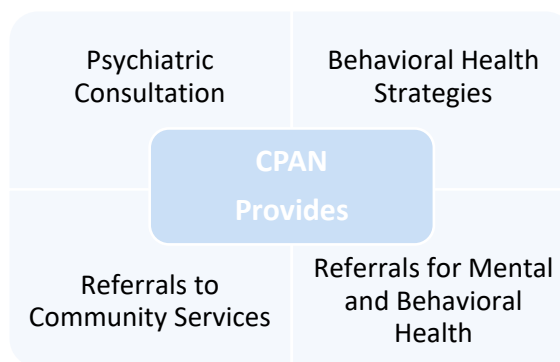 Psychiatric
Consultation
Behavioral Health
Strategies
CPAN
Provides
Referrals to
Community Services
Referrals for Mental
and Behavioral
Health